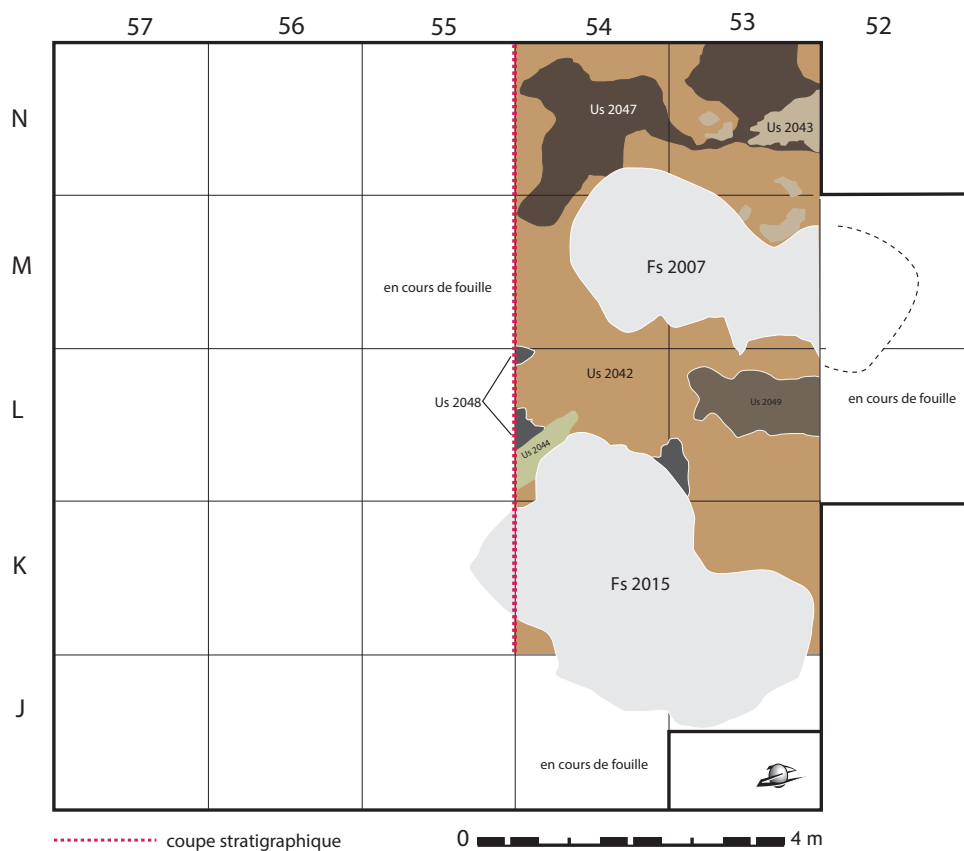 57 56 55 54 53 52
N
Us 2047
Us 2043
M
Fs 2007
en cours de fouille
Us 2042
L
Us 2048
Us 2049
en cours de fouille
Us 2044
K
Fs 2015
J
en cours de fouille
coupe stratigraphique
0 4 m